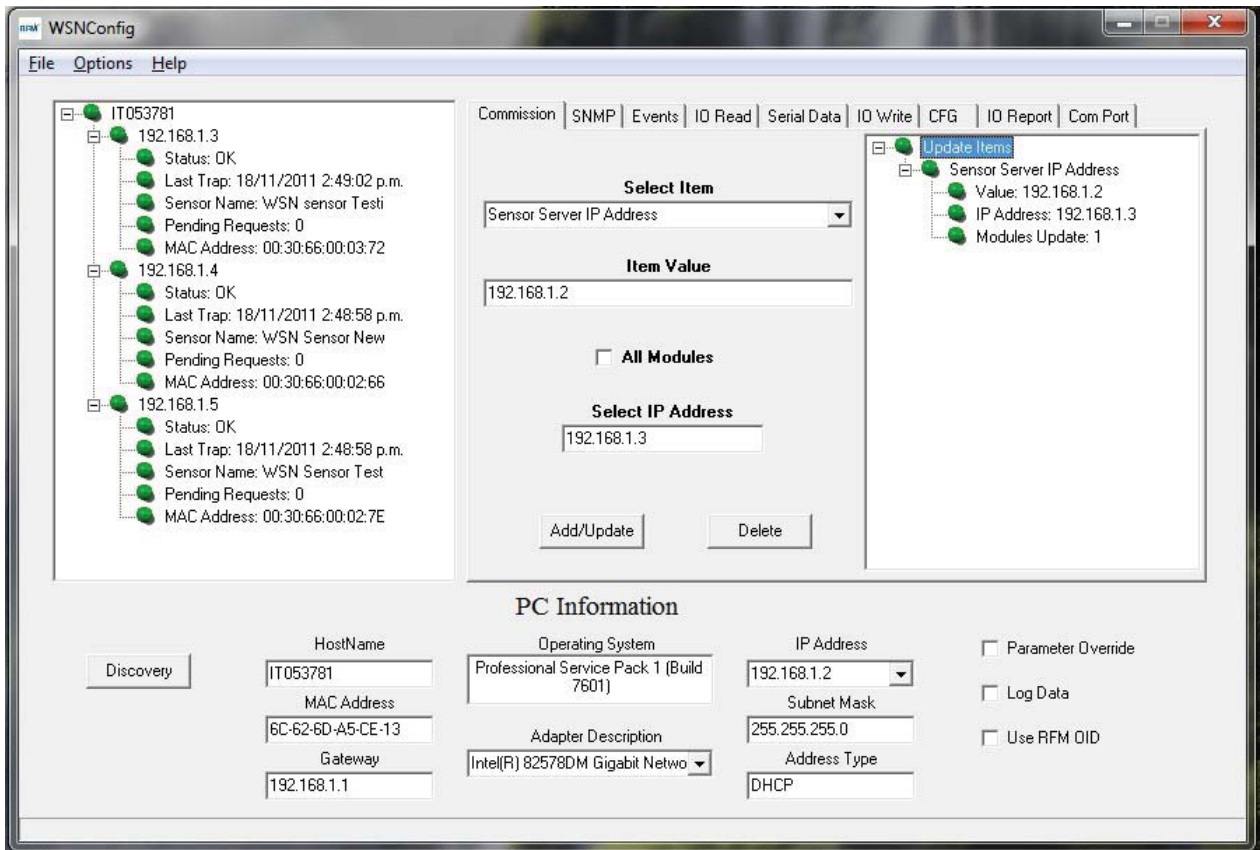 WSNConfig
File Options Help
IT053781
192.168.1.3
Status: OK
Last Trap: 18/11/2011 2:49:02 p.m.
Sensor Name: WSN sensor Testi
Pending Requests: 0
MAC Address: 00:30:66:00:03:72
192.168.1.4
Status: OK
Last Trap: 18/11/2011 2:48:58 p.m.
Sensor Name: WSN Sensor New
Pending Requests: 0
MAC Address: 00:30:66:00:02:66
192.168.1.5
Status: OK
Last Trap: 18/11/2011 2:48:58 p.m.
Sensor Name: WSN Sensor Test
Pending Requests: 0
MAC Address: 00:30:66:00:02:7E
Commission SNMP Events IO Read Serial Data IO Write CFG IO Report Com Port
Select Item
Sensor Server IP Address
Item Value
192.168.1.2
All Modules
Select IP Address
192.168.1.3
Add/Update Delete
Update Items
Sensor Server IP Address
Value: 192.168.1.2
IP Address: 192.168.1.3
Modules Update: 1
PC Information
Discovery
HostName
IT053781
MAC Address
6C-62-6D-A5-CE-13
Gateway
192.168.1.1
Operating System
Professional Service Pack 1 (Build
7601)
Adapter Description
Intel(R) 82578DM Gigabit Netwo
IP Address
192.168.1.2
Subnet Mask
255.255.255.0
Address Type
DHCP
Parameter Override
Log Data
Use RFM OID